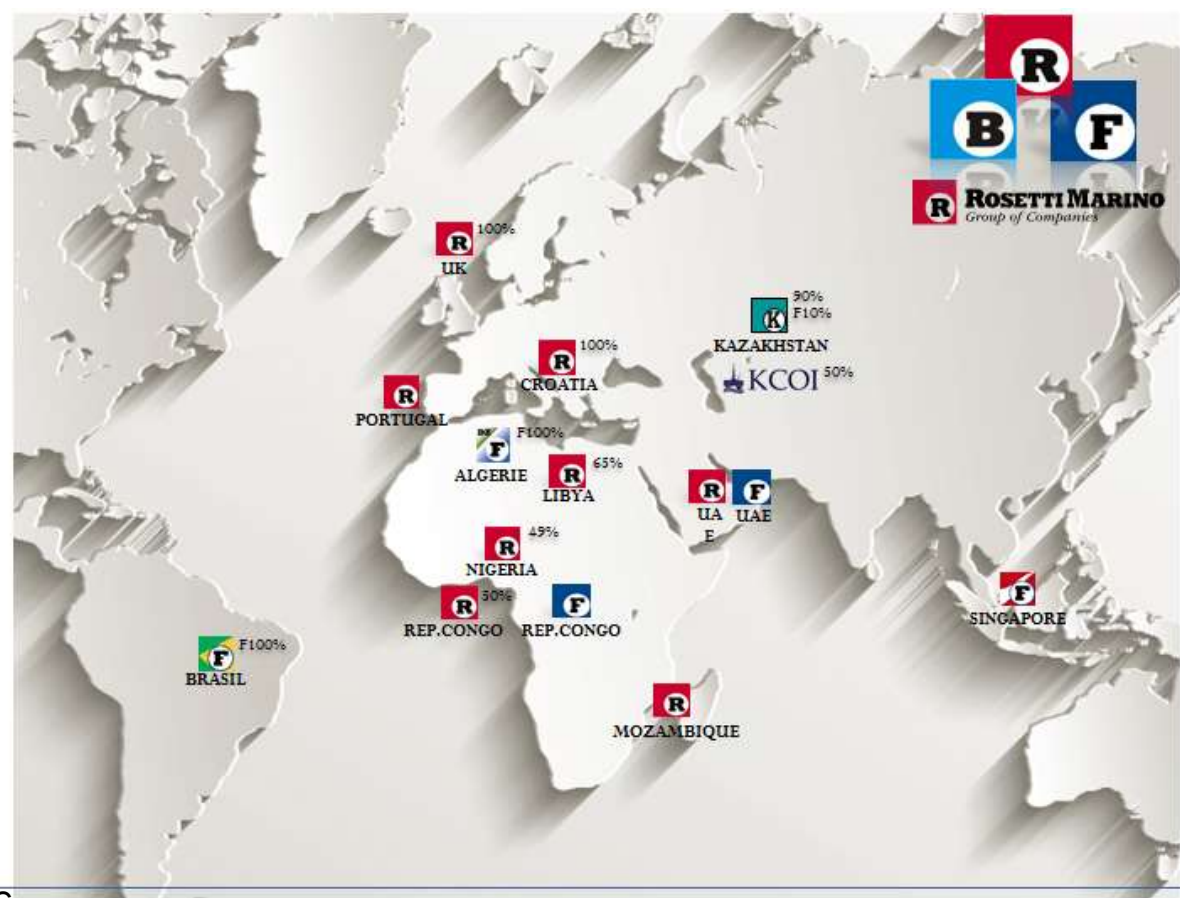 R
B
F
R ROSETTI MARINO
Group of Companies
R 100%
UK
90%
K F10%
KAZAKHSTAN
KCOI 50%
R 100%
CROATIA
R
PORTUGAL
F F100%
ALGERIE
R 65%
LIBYA
R
UA
E
F
UAE
R 49%
NIGERIA
R 50%
REP.CONGO
F
REP.CONGO
F
SINGAPORE
F F100%
BRASIL
R
MOZAMBIQUE